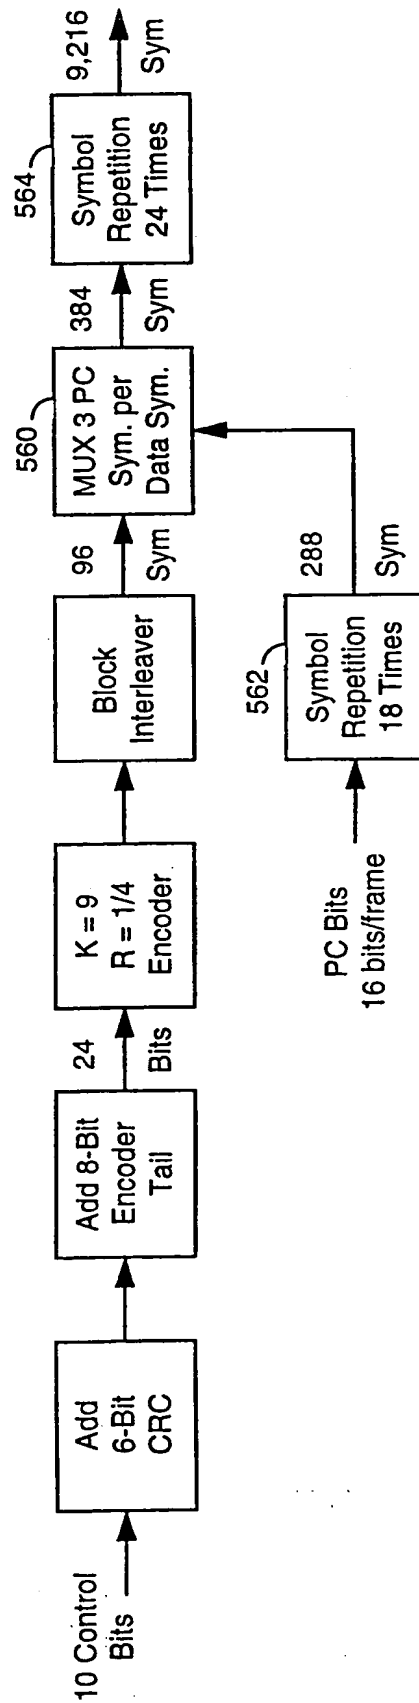 10 Control
Bits
Add
6-Bit
CRC
Add 8-Bit
Encoder
Tail
24
Bits
K = 9
R = 1/4
Encoder
Block
Interleaver
96
Sym
560
MUX 3 PC
Sym. per
Data Sym.
384
Sym
564
Symbol
Repetition
24 Times
9,216
Sym
PC Bits
16 bits/frame
562
Symbol
Repetition
18 Times
288
Sym